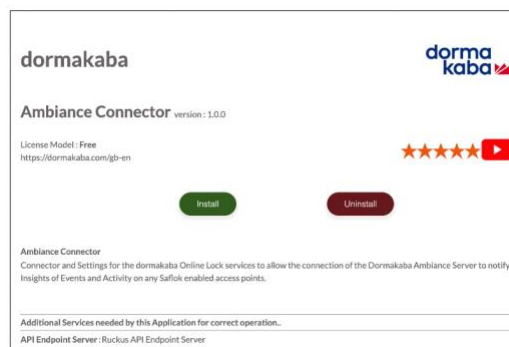 dormakaba
dorma
kaba
Ambiance Connector version : 1.0.0
License Model : Free
https://dormakaba.com/gb-en
Install
Uninstall
Ambiance Connector
Connector and Settings for the dormakaba Online Lock services to allow the connection of the Dormakaba Ambiance Server to notify
Insights of Events and Activity on any Saflok enabled access points.
Additional Services needed by this Application for correct operation..
API Endpoint Server : Ruckus API Endpoint Server